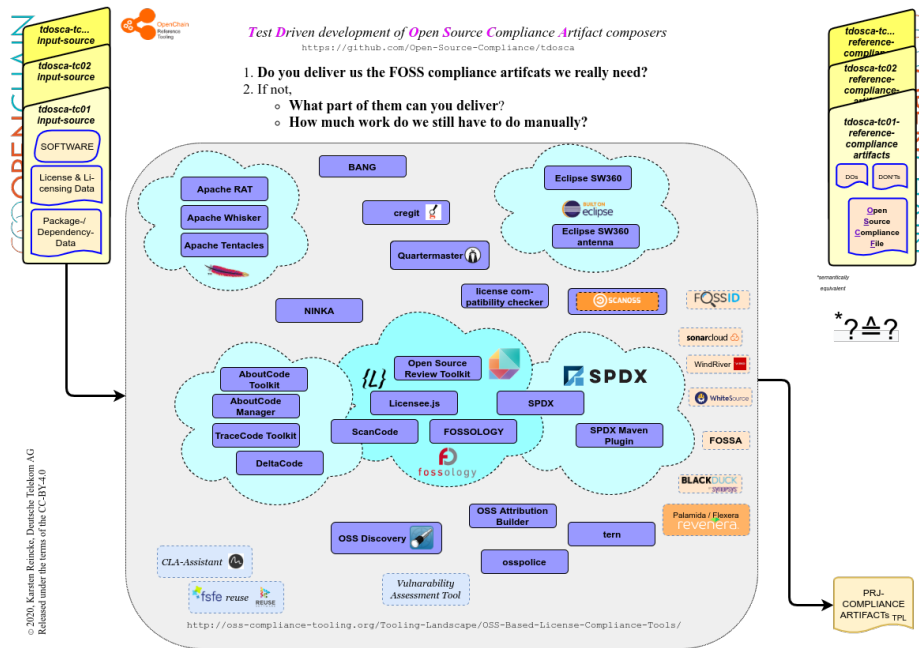 OPENCHAIN
OpenChain
Reference
Tooling
Test Driven development of Open Source Compliance Artifact composers
https://github.com/Open-Source-Compliance/tdosca
1. Do you deliver us the FOSS compliance artifcats we really need?
2. If not,
What part of them can you deliver?
How much work do we still have to do manually?
tdosca-tc...
input-source
tdosca-tc02
input-source
tdosca-tc01
input-source
SOFTWARE
License & Li-
censing Data
Package-/
Dependency-
Data
tdosca-tc...
reference-
complian-
tdosca-tc02
reference-
compliance-
artifacts
tdosca-tc01-
reference-
compliance
artifacts
DOs
DON'Ts
Open
Source
Compliance
File
*semantically
equivalent
*?≙?
Apache RAT
Apache Whisker
Apache Tentacles
BANG
cregit
Quartermaster
Eclipse SW360
BUILT ON
eclipse
Eclipse SW360
antenna
license com-
patibility checker
SCANOSS
NINKA
FOSSID
sonarcloud
WindRiver
WhiteSource
FOSSA
BLACKDUCK
Palamida / Flexera
revenera.
AboutCode
Toolkit
AboutCode
Manager
TraceCode Toolkit
DeltaCode
{L}
Open Source
Review Toolkit
Licensee.js
ScanCode
FOSSOLOGY
fossology
SPDX
SPDX
SPDX Maven
Plugin
OSS Discovery
OSS Attribution
Builder
tern
osspolice
CLA-Assistant
fsfe reuse
REUSE
Vulnarability
Assessment Tool
http://oss-compliance-tooling.org/Tooling-Landscape/OSS-Based-License-Compliance-Tools/
PRJ-
COMPLIANCE
ARTIFACTs TPL
© 2020, Karsten Reincke, Deutsche Telekom AG
Released under the terms of the CC-BY-4.0